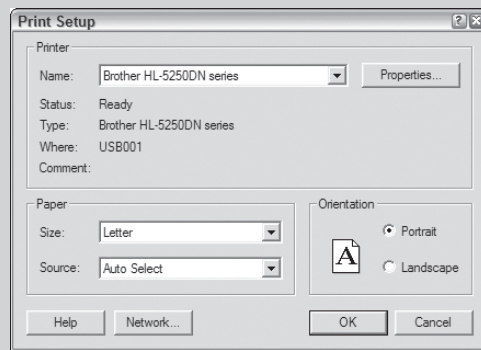 Print Setup
Printer
Name: Brother HL-5250DN series Properties...
Status: Ready
Type: Brother HL-5250DN series
Where: USB001
Comment:
Paper
Size: Letter
Source: Auto Select
Orientation
A
Portrait
Landscape
Help Network... OK Cancel